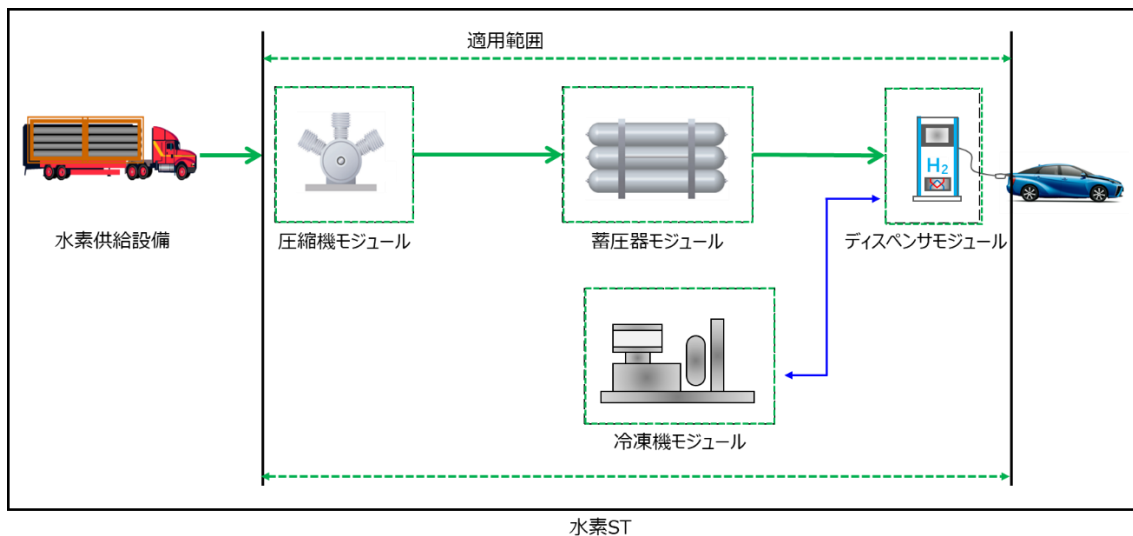 適用範囲
水素供給設備
圧縮機モジュール
蓄圧器モジュール
H2
ディスペンサモジュール
冷凍機モジュール
水素ST